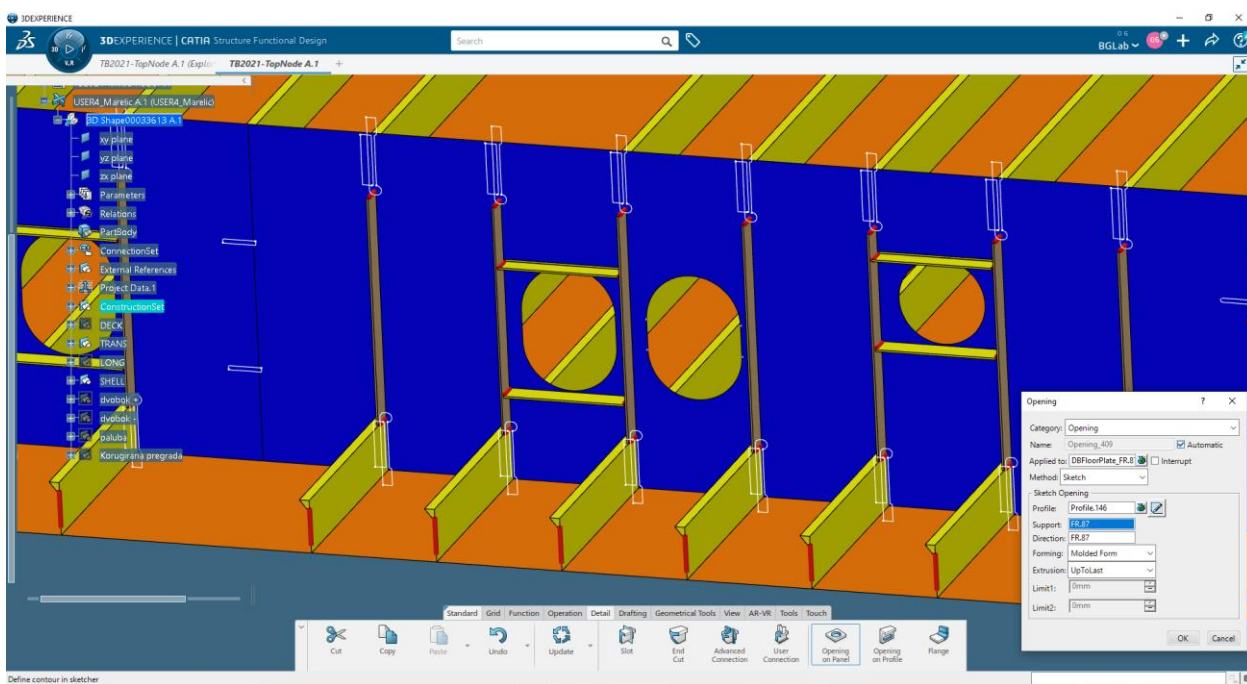 3DEXPERIENCE
3DEXPERIENCE | CATIA Structure Functional Design
Search
BGLab
TB2021-TopNode A.1 (Explo
TB2021-TopNode A.1
USER4_Marelic A.1 (USER4_Marelic)
3D Shape00033613 A.1
xy plane
yz plane
zx plane
Parameters
Relations
PartBody
ConnectionSet
External References
Project Data.1
ConstructionSet
DECK
TRANS
LONG
SHELL
dvobok +
dvobok -
paluba
Korugirana pregrada
Opening
Category: Opening
Name: Opening_409 Automatic
Applied to: DBFloorPlate_FR.8 Interrupt
Method: Sketch
Sketch Opening
Profile: Profile.146
Support: FR.87
Direction: FR.87
Forming: Molded Form
Extrusion: UpToLast
Limit1: 0mm
Limit2: 0mm
OK Cancel
Standard Grid Function Operation Detail Drafting Geometrical Tools View AR-VR Tools Touch
Cut Copy Paste Undo Update Slot End Cut Advanced Connection User Connection Opening on Panel Opening on Profile Flange
Define contour in sketcher